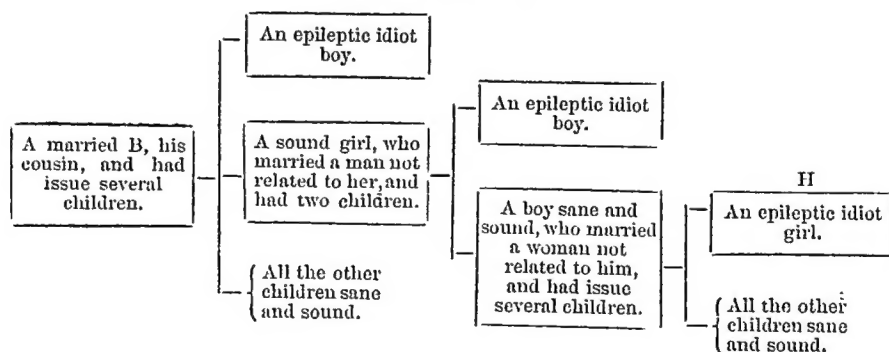 An epileptic idiot
boy.
A married B, his
cousin, and had
issue several
children.
A sound girl, who
married a man not
related to her, and
had two children.
All the other
children sane
and sound.
An epileptic idiot
boy.
A boy sane and
sound, who married
a woman not
related to him,
and had issue
several children.
H
An epileptic idiot
girl.
All the other
children sane
and sound.